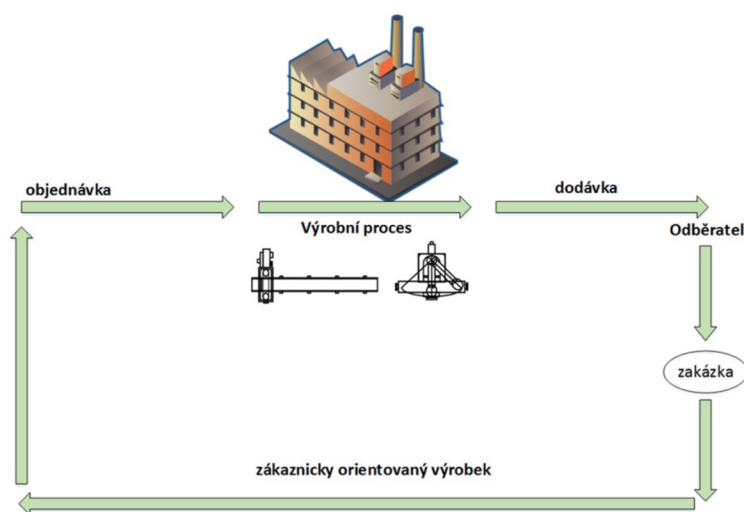 objednávka
dodávka
Výrobní proces
Odběratel
zakázka
zákaznicky orientovaný výrobek